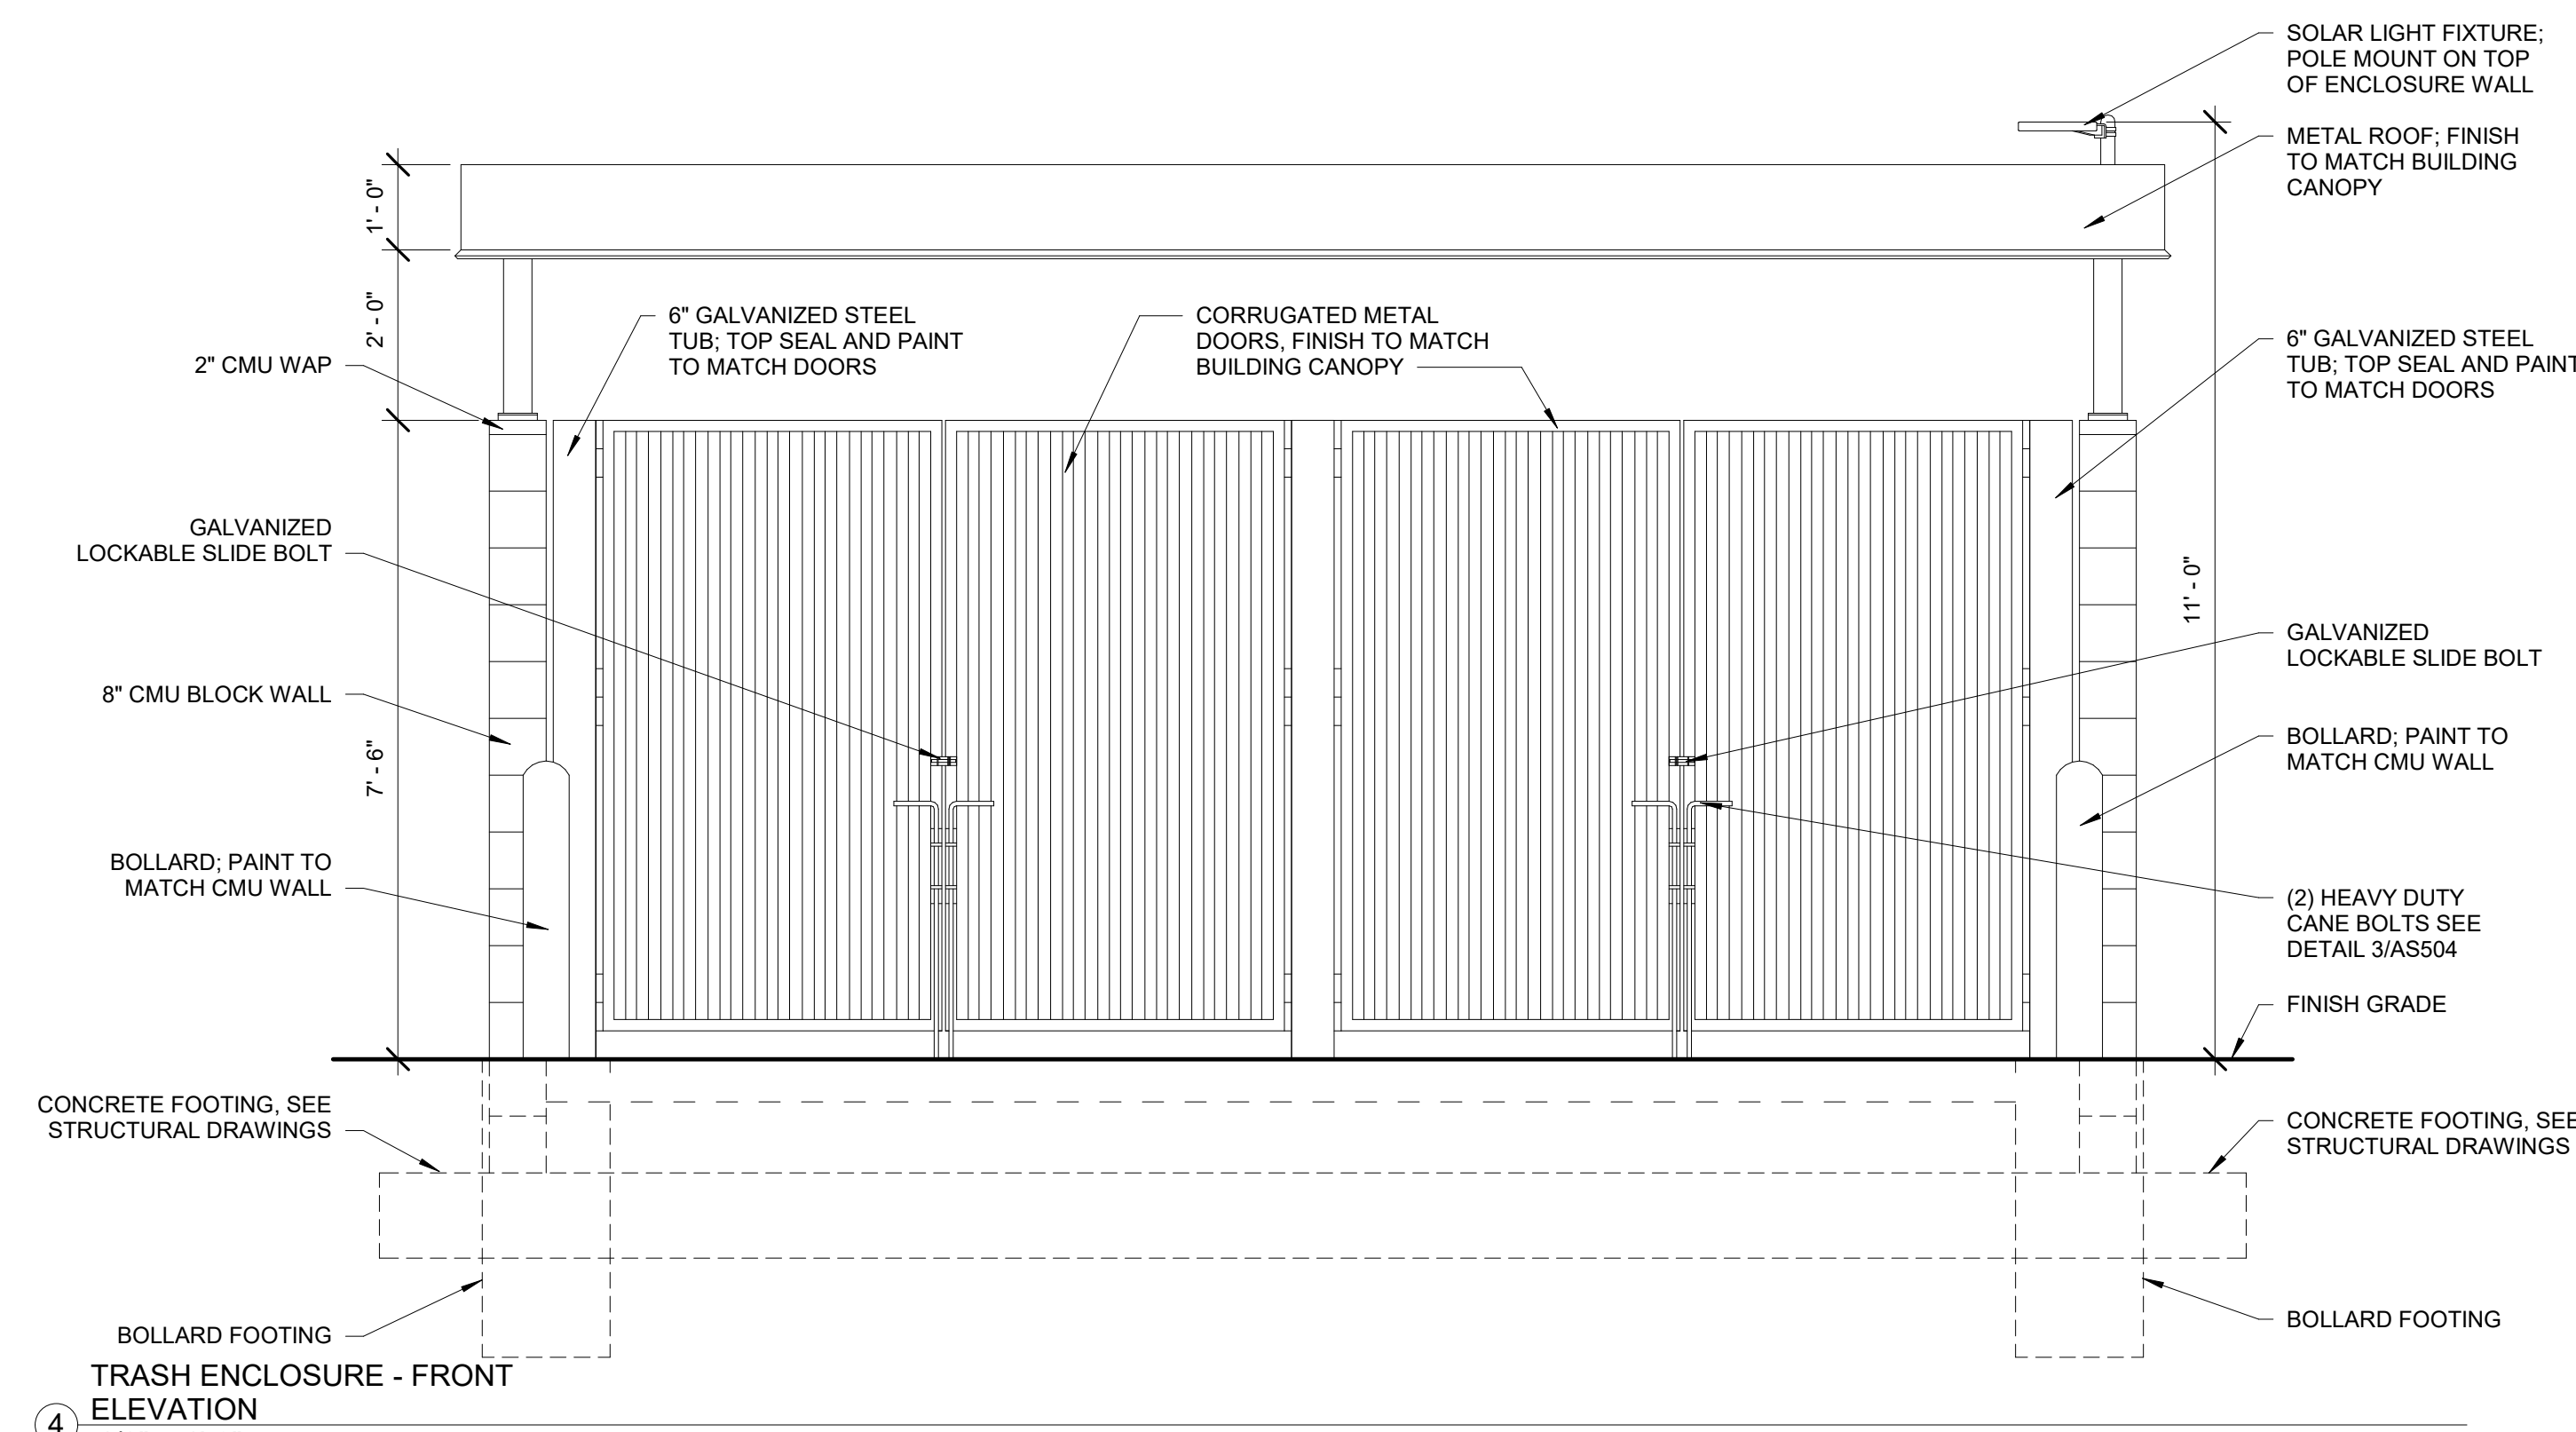 SOLAR LIGHT FIXTURE;
POLE MOUNT ON TOP
OF ENCLOSURE WALL
METAL ROOF; FINISH
TO MATCH BUILDING
CANOPY
1' - 0"
2' - 0"
7' - 6"
11' - 0"
2" CMU WAP
6" GALVANIZED STEEL
TUB; TOP SEAL AND PAINT
TO MATCH DOORS
CORRUGATED METAL
DOORS, FINISH TO MATCH
BUILDING CANOPY
6" GALVANIZED STEEL
TUB; TOP SEAL AND PAINT
TO MATCH DOORS
GALVANIZED
LOCKABLE SLIDE BOLT
8" CMU BLOCK WALL
BOLLARD; PAINT TO
MATCH CMU WALL
GALVANIZED
LOCKABLE SLIDE BOLT
BOLLARD; PAINT TO
MATCH CMU WALL
(2) HEAVY DUTY
CANE BOLTS SEE
DETAIL 3/AS504
FINISH GRADE
CONCRETE FOOTING, SEE
STRUCTURAL DRAWINGS
CONCRETE FOOTING, SEE
STRUCTURAL DRAWINGS
BOLLARD FOOTING
BOLLARD FOOTING
TRASH ENCLOSURE - FRONT
ELEVATION
4